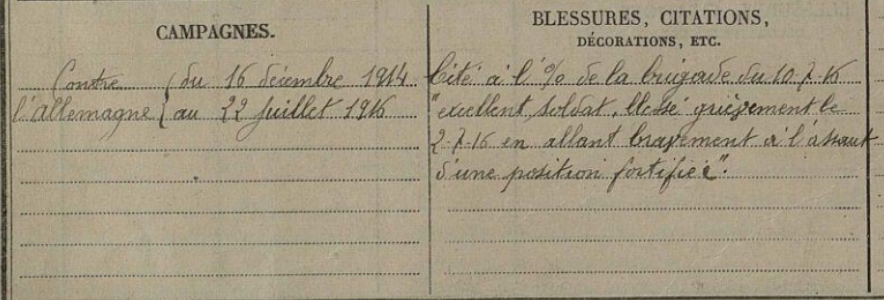 CAMPAGNES.
Contre { du 16 décembre 1914
l'allemagne { au 22 juillet 1916
BLESSURES, CITATIONS,
DÉCORATIONS, ETC.
Cité à l'% de la brigade du 10-7-16
"excellent soldat, blessé grièvement le
2-7-16 en allant bravement à l'assaut
d'une position fortifiée".